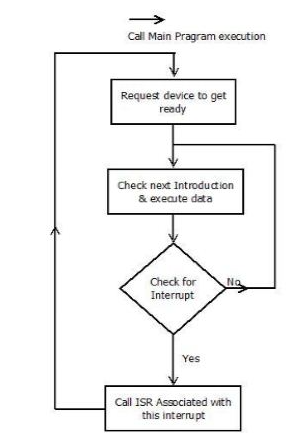 Call Main Pragram execution
Request device to get
ready
Check next Introduction
& execute data
Check for
Interrupt
No
Yes
Call ISR Associated with
this interrupt